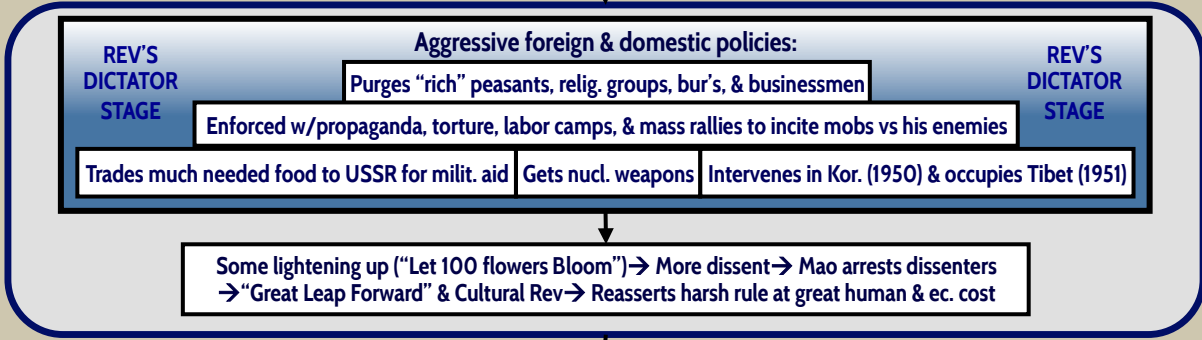 REV'S
DICTATOR
STAGE
Aggressive foreign & domestic policies:
REV'S
DICTATOR
STAGE
Purges “rich” peasants, relig. groups, bur's, & businessmen
Enforced w/propaganda, torture, labor camps, & mass rallies to incite mobs vs his enemies
Trades much needed food to USSR for milit. aid
Gets nucl. weapons
Intervenes in Kor. (1950) & occupies Tibet (1951)
Some lightening up (“Let 100 flowers Bloom”)→ More dissent→ Mao arrests dissenters
→“Great Leap Forward” & Cultural Rev→ Reasserts harsh rule at great human & ec. cost